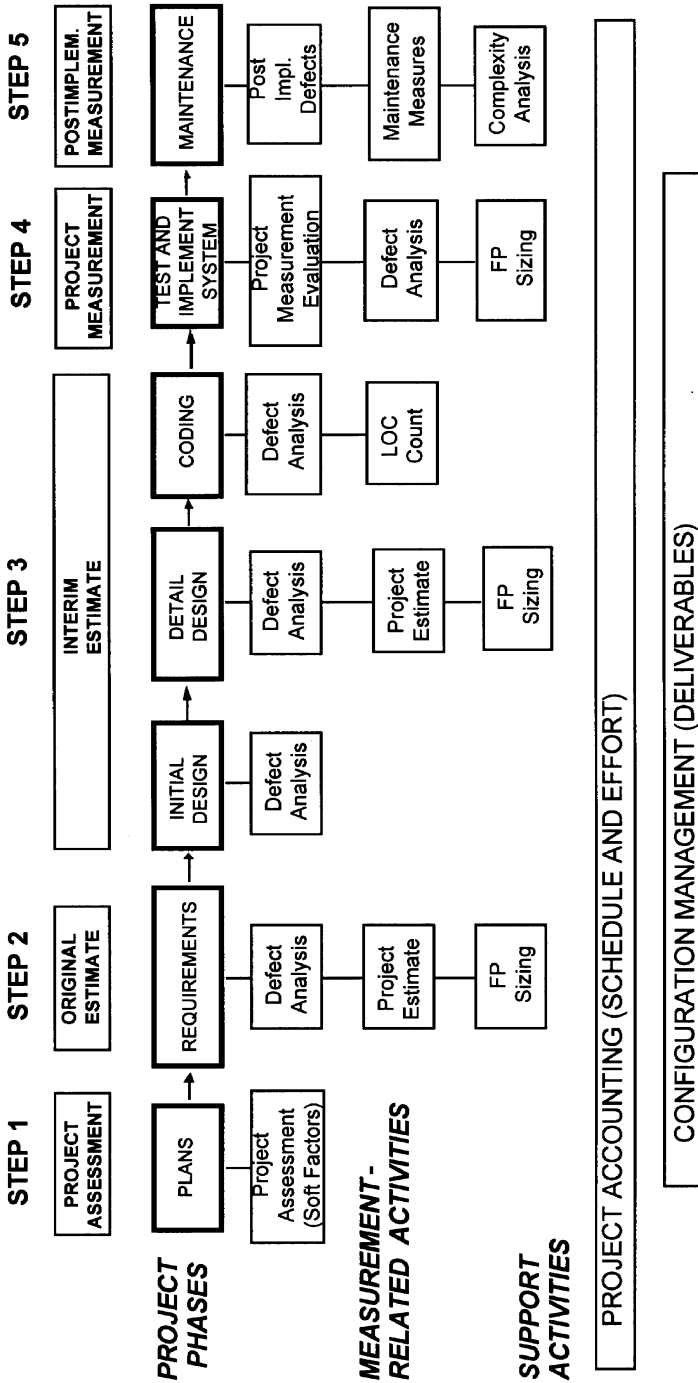 STEP 1
STEP 2
STEP 3
STEP 4
STEP 5
PROJECT
ASSESSMENT
ORIGINAL
ESTIMATE
INTERIM
ESTIMATE
PROJECT
MEASUREMENT
POSTIMPLEM.
MEASUREMENT
PROJECT
PHASES
PLANS
REQUIREMENTS
INITIAL
DESIGN
DETAIL
DESIGN
CODING
TEST AND
IMPLEMENT
SYSTEM
MAINTENANCE
Project
Assessment
(Soft Factors)
Defect
Analysis
Defect
Analysis
Defect
Analysis
Defect
Analysis
Project
Measurement
Evaluation
Post
Impl.
Defects
MEASUREMENT-
RELATED ACTIVITIES
Project
Estimate
Project
Estimate
LOC
Count
Defect
Analysis
Maintenance
Measures
FP
Sizing
FP
Sizing
FP
Sizing
Complexity
Analysis
SUPPORT
ACTIVITIES
PROJECT ACCOUNTING (SCHEDULE AND EFFORT)
CONFIGURATION MANAGEMENT (DELIVERABLES)